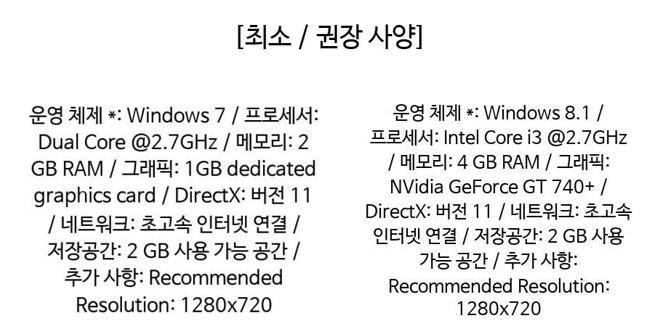 [최소 / 권장 사양]
운영 체제 *: Windows 7 / 프로세서:
Dual Core @2.7GHz / 메모리: 2
GB RAM / 그래픽: 1GB dedicated
graphics card / DirectX: 버전 11
/ 네트워크: 초고속 인터넷 연결 /
저장공간: 2 GB 사용 가능 공간 /
추가 사항: Recommended
Resolution: 1280x720
운영 체제 *: Windows 8.1 /
프로세서: Intel Core i3 @2.7GHz
/ 메모리: 4 GB RAM / 그래픽:
NVidia GeForce GT 740+ /
DirectX: 버전 11 / 네트워크: 초고속
인터넷 연결 / 저장공간: 2 GB 사용
가능 공간 / 추가 사항:
Recommended Resolution:
1280x720